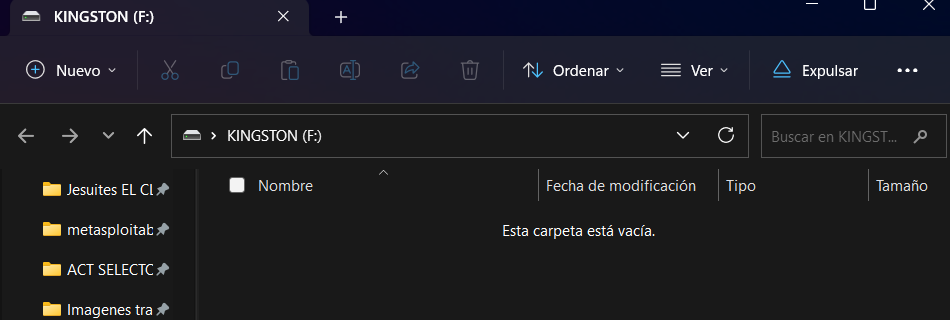 KINGSTON (F:)
Nuevo
Ordenar
Ver
Expulsar
KINGSTON (F:)
Buscar en KINGST...
Jesuites EL CL
metasploitab
ACT SELECTO
Imagenes tra
Nombre
Fecha de modificación
Tipo
Tamaño
Esta carpeta está vacía.